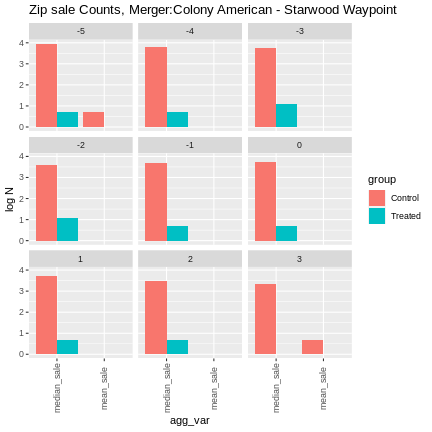 Zip sale Counts, Merger:Colony American - Starwood Waypoint
-5 -4 -3
4
3
2
1
0
-2 -1 0
4
3
2
1
0
1 2 3
4
3
2
1
0
log N
median_sale mean_sale median_sale mean_sale median_sale mean_sale
agg_var
group
Control
Treated